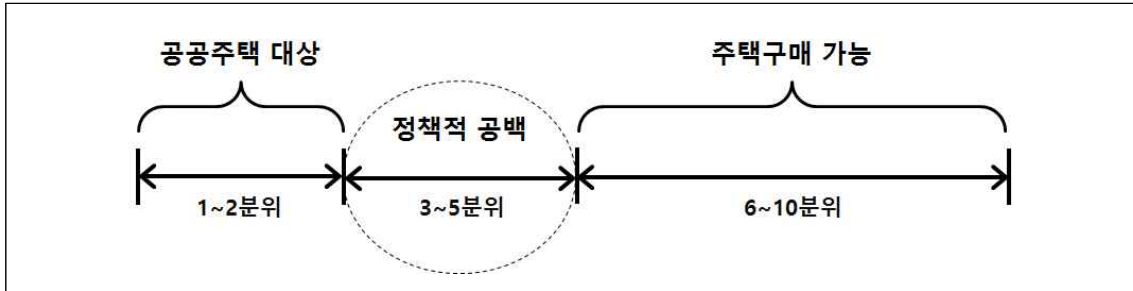 공공주택 대상
주택구매 가능
정책적 공백
1~2분위
3~5분위
6~10분위